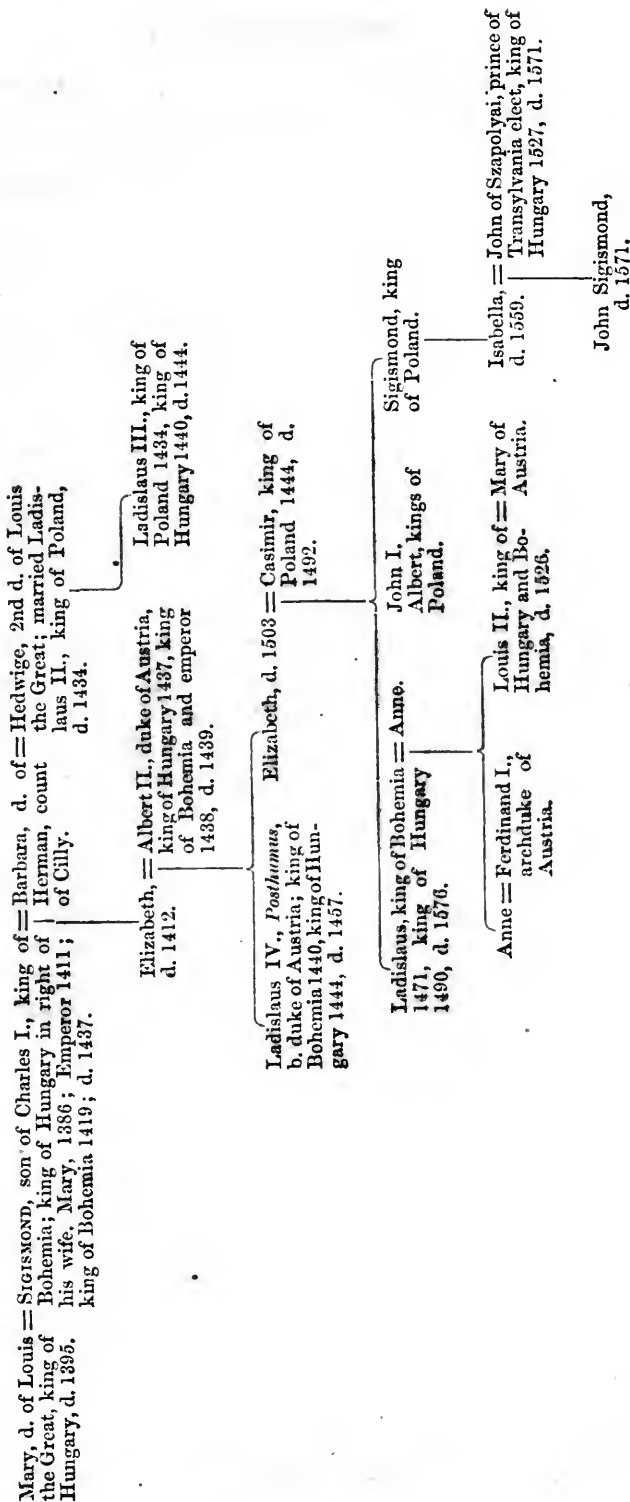 Mary, d. of Louis = SIGISMOND, son of Charles I., king of = Barbara, d. of = Hedwige, 2nd d. of Louis
the Great, king of Bohemia; king of Hungary in right of Herman, count the Great; married Ladis-
Hungary, d. 1395. his wife, Mary, 1386; Emperor 1411; of Cilly. laus II., king of Poland,
king of Bohemia 1419; d. 1437. d. 1434.
Elizabeth, = Albert II., duke of Austria,
d. 1412. king of Hungary 1437, king
of Bohemia and emperor
1438, d. 1439.
Ladislaus III., king of
Poland 1434, king of
Hungary 1440, d. 1444.
Ladislaus IV., Posthumus,
b. duke of Austria; king of
Bohemia 1440, king of Hun-
gary 1444, d. 1457.
Elizabeth, d. 1503 = Casimir, king of
Poland 1444, d.
1492.
Ladislaus, king of Bohemia = Anne.
1471, king of Hungary
1490, d. 1576.
John I.
Albert, kings of
Poland.
Sigismond, king
of Poland.
Anne = Ferdinand I.,
archduke of
Austria.
Louis II., king of = Mary of
Hungary and Bo- Austria.
hemia, d. 1526.
Isabella, = John of Szapolyai, prince of
d. 1559. Transylvania elect, king of
Hungary 1527, d. 1571.
John Sigismond,
d. 1571.